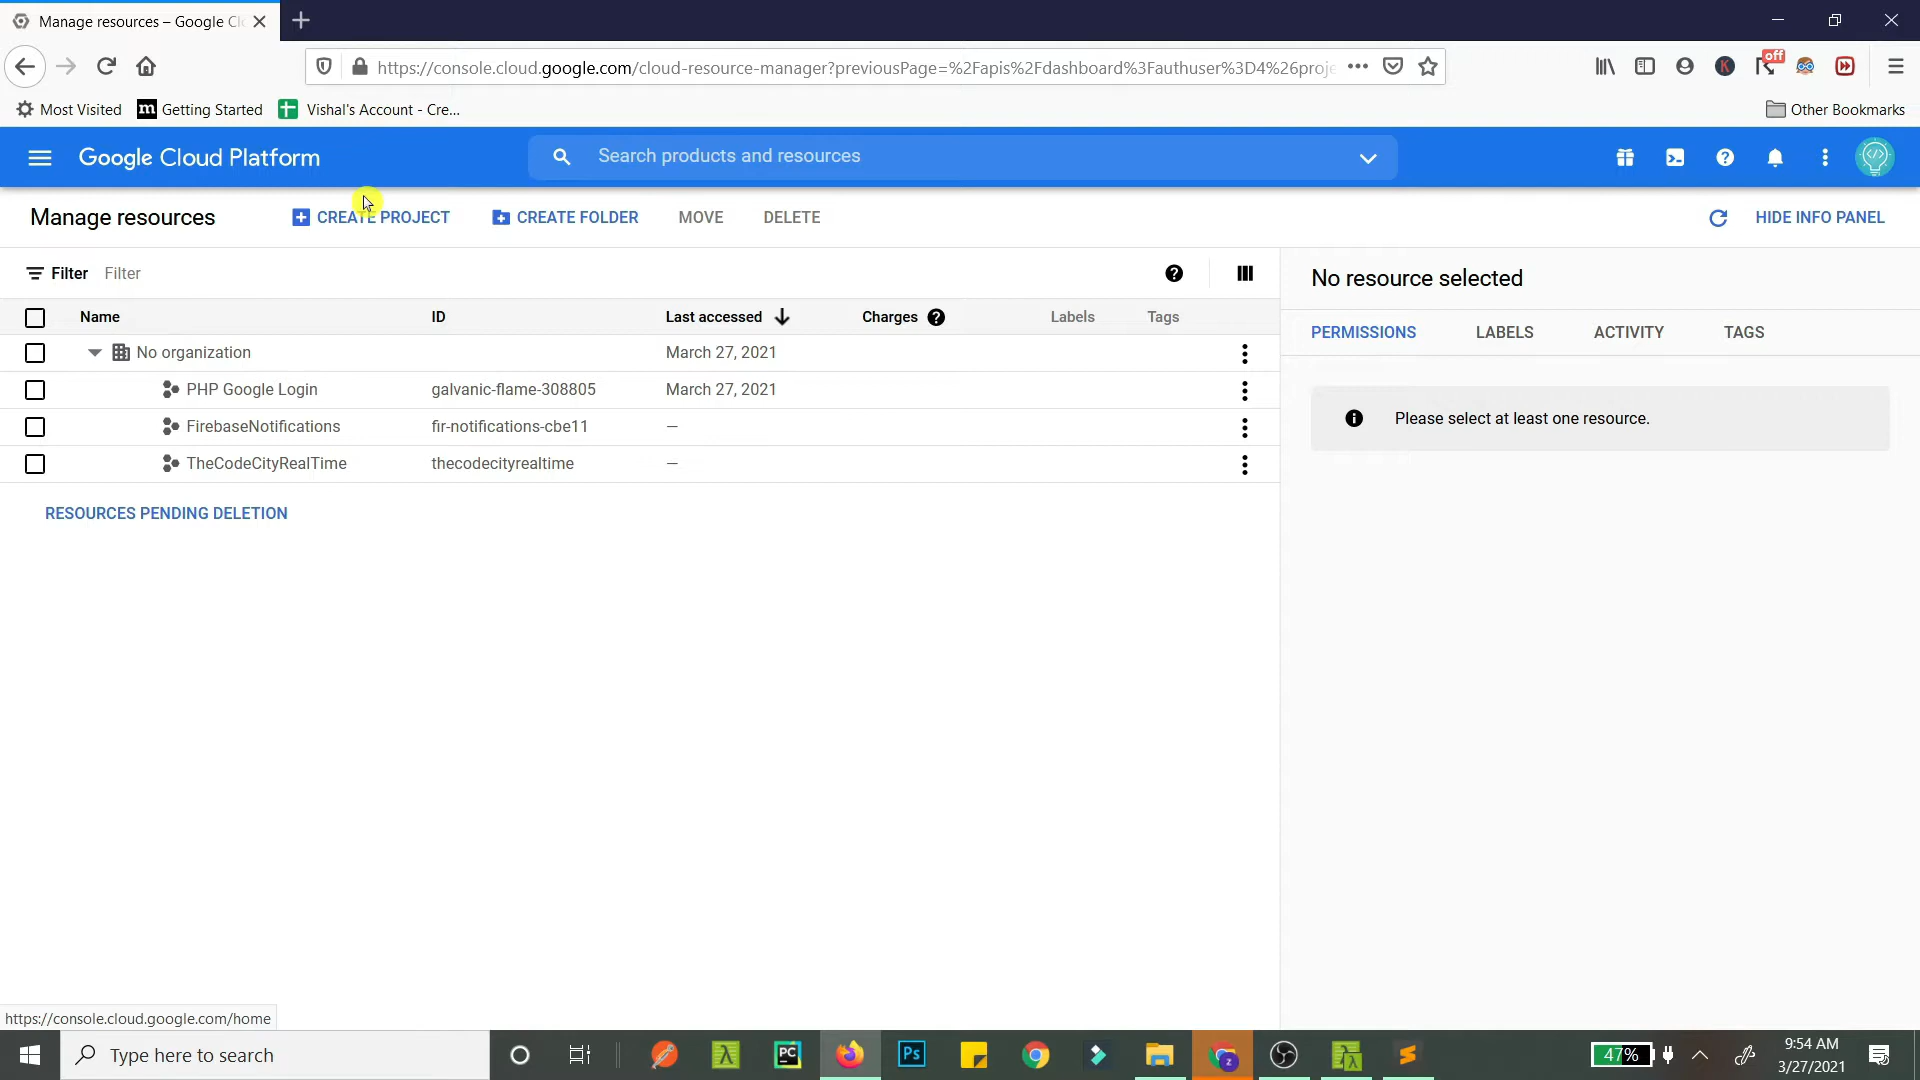 Manage resources – Google Cl
https://console.cloud.google.com/cloud-resource-manager?previousPage=%2Fapis%2Fdashboard%3Fauthuser%3D4%26proje
off
Most Visited
m Getting Started
Vishal's Account - Cre...
Other Bookmarks
Google Cloud Platform
Search products and resources
Manage resources
CREATE PROJECT
CREATE FOLDER
MOVE
DELETE
HIDE INFO PANEL
Filter Filter
Name ID Last accessed Charges Labels Tags
No organization March 27, 2021
PHP Google Login galvanic-flame-308805 March 27, 2021
FirebaseNotifications fir-notifications-cbe11 —
TheCodeCityRealTime thecodecityrealtime —
RESOURCES PENDING DELETION
No resource selected
PERMISSIONS LABELS ACTIVITY TAGS
Please select at least one resource.
https://console.cloud.google.com/home
Type here to search
PC
Ps
47%
9:54 AM
3/27/2021